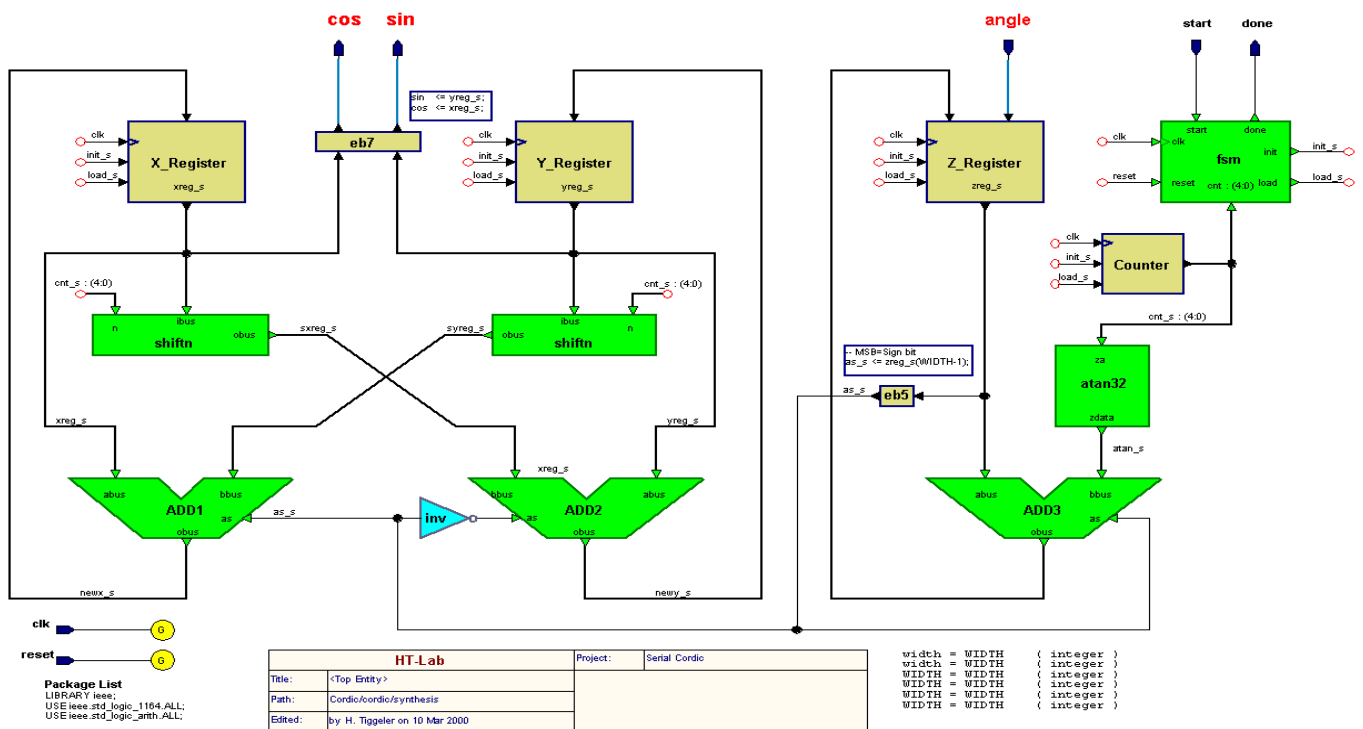 cos sin angle start done
sin <= yreg_s;
cos <= xreg_s;
clk
init_s
load_s
X_Register
xreg_s
eb7
clk
init_s
load_s
Y_Register
yreg_s
clk
init_s
load_s
Z_Register
zreg_s
clk
reset
start done
clk
fsm
init
reset
cnt : (4:0)
load
init_s
load_s
clk
init_s
load_s
Counter
cnt_s : (4:0)
cnt_s : (4:0)
cnt_s : (4:0)
n
ibus
obus
shiftn
sxreg_s
syreg_s
obus
ibus
n
shiftn
-- MSB=Sign bit
as_s <= zreg_s(WIDTH-1);
as_s
eb5
za
atan32
zdata
atan_s
xreg_s
yreg_s
xreg_s
abus
bbus
ADD1
as
obus
as_s
inv
bbus
abus
as
ADD2
obus
abus
bbus
ADD3
as
obus
newx_s
newy_s
clk
G
reset
G
Package List
LIBRARY ieee;
USE ieee.std_logic_1164.ALL;
USE ieee.std_logic_arith.ALL;
HT-Lab
Project: Serial Cordic
Title: <Top Entity>
Path: Cordic/cordic/synthesis
Edited: by H. Tiggeler on 10 Mar 2000
width = WIDTH ( integer )
width = WIDTH ( integer )
WIDTH = WIDTH ( integer )
WIDTH = WIDTH ( integer )
WIDTH = WIDTH ( integer )
WIDTH = WIDTH ( integer )